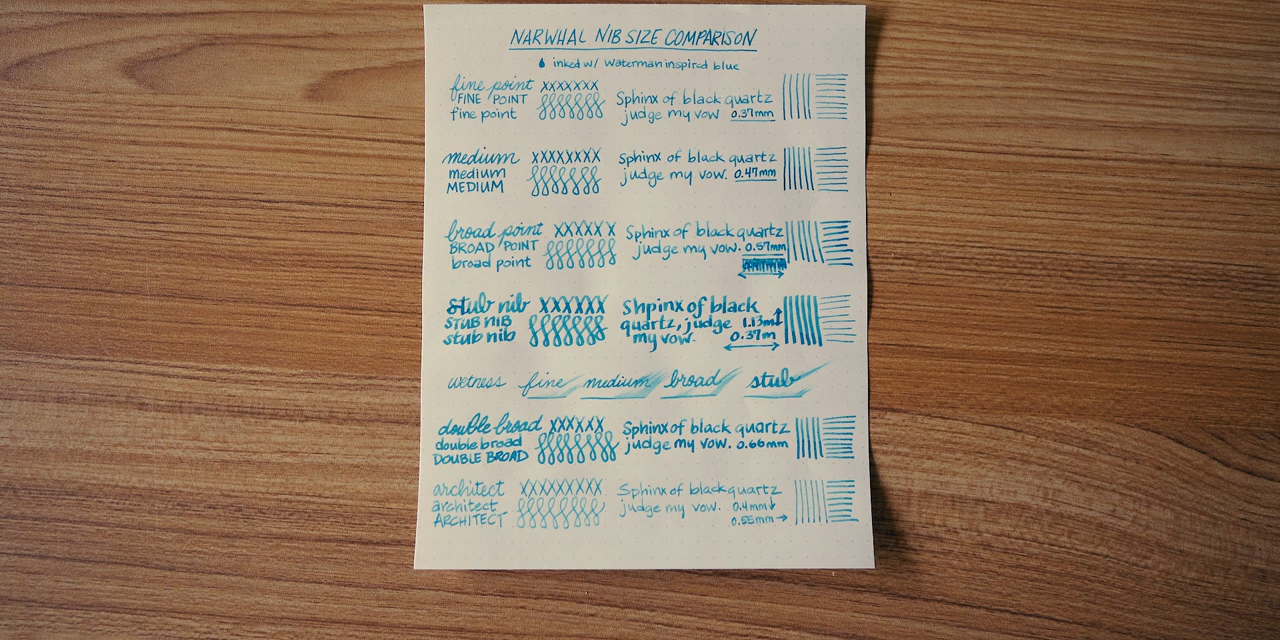 NARWHAL NIB SIZE COMPARISON
inked w/ Waterman inspired blue
fine point XXXXXXX
FINE POINT Sphinx of black quartz
fine point judge my vow 0.37mm
medium XXXXXXXX Sphinx of black quartz
medium judge my vow. 0.47mm
MEDIUM
broad point XXXXXX Sphinx of black quartz
BROAD POINT judge my vow. 0.57mm
broad point
stub nib XXXXXX Shpinx of black
STUB NIB quartz, judge 1.13m
stub nib my vow. 0.37m
wetness fine medium broad stub
double broad XXXXXX Sphinx of black quartz
double broad judge my vow. 0.66mm
DOUBLE BROAD
architect XXXXXXXXX Sphinx of black quartz
architect judge my vow. 0.4mm↓
ARCHITECT 0.55mm→